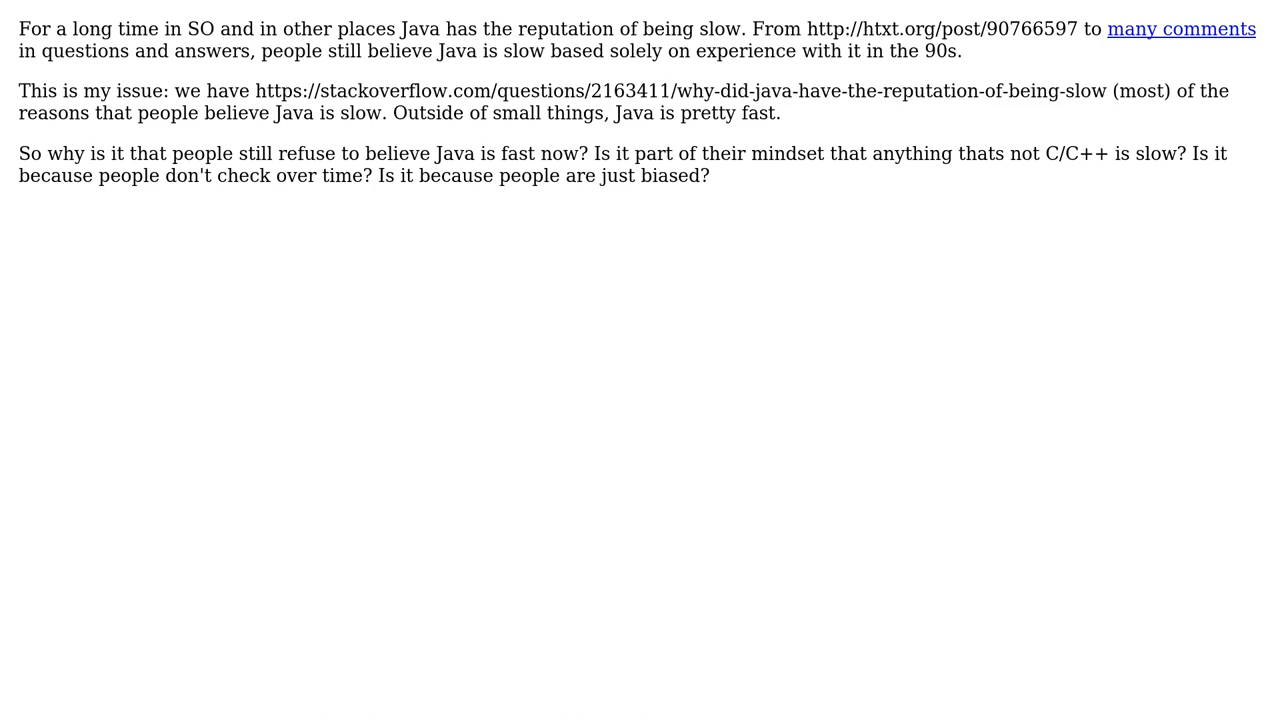 For a long time in SO and in other places Java has the reputation of being slow. From http://htxt.org/post/90766597 to many comments
in questions and answers, people still believe Java is slow based solely on experience with it in the 90s.
This is my issue: we have https://stackoverflow.com/questions/2163411/why-did-java-have-the-reputation-of-being-slow (most) of the
reasons that people believe Java is slow. Outside of small things, Java is pretty fast.
So why is it that people still refuse to believe Java is fast now? Is it part of their mindset that anything thats not C/C++ is slow? Is it
because people don't check over time? Is it because people are just biased?